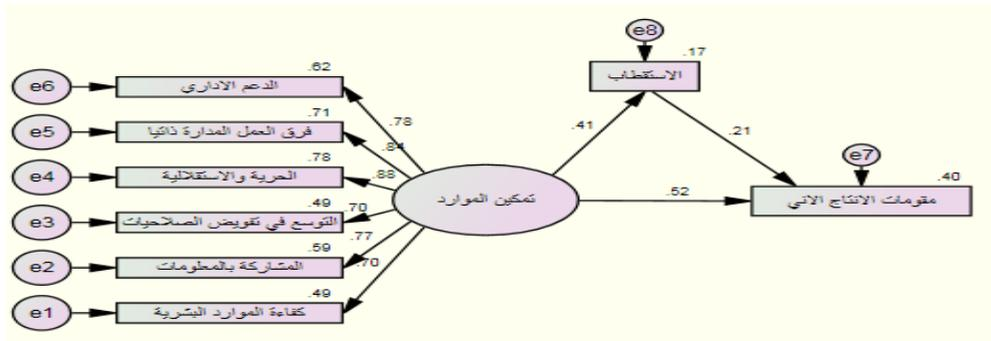 e8
.17
الاستقطاب
e6
.62
الدعم الاداري
.78
e5
.71
فرق العمل المدارة ذاتيا
.84
.41
.21
e7
e4
.78
الحرية والاستقلالية
.88
تمكين الموارد
.52
.40
مقومات الانتاج الاني
e3
.49
التوسع في تفويض الصلاحيات
.70
e2
.59
المشاركة بالمعلومات
.77
e1
.49
كفاءة الموارد البشرية
.70